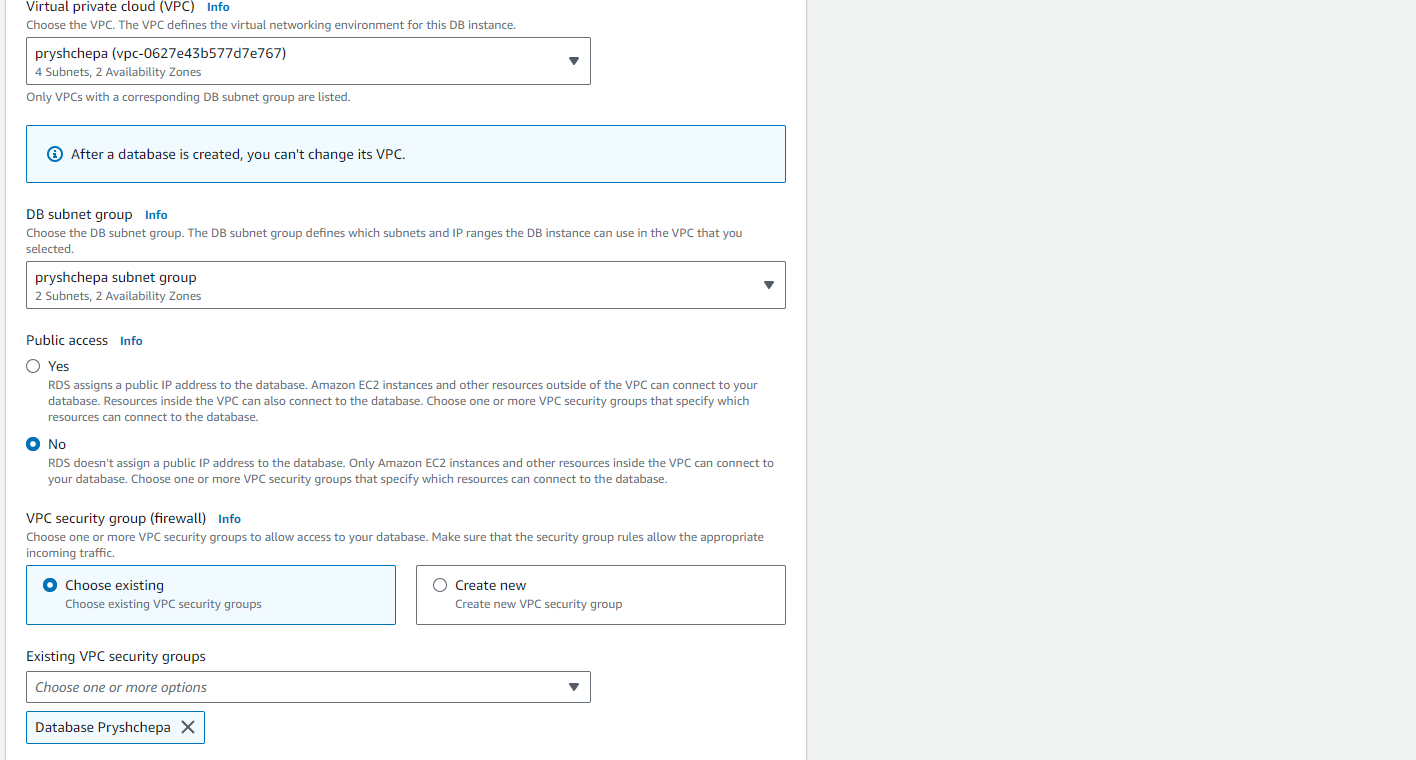 Virtual private cloud (VPC) Info
Choose the VPC. The VPC defines the virtual networking environment for this DB instance.
pryshchepa (vpc-0627e43b577d7e767)
4 Subnets, 2 Availability Zones
Only VPCs with a corresponding DB subnet group are listed.
After a database is created, you can't change its VPC.
DB subnet group Info
Choose the DB subnet group. The DB subnet group defines which subnets and IP ranges the DB instance can use in the VPC that you
selected.
pryshchepa subnet group
2 Subnets, 2 Availability Zones
Public access Info
Yes
RDS assigns a public IP address to the database. Amazon EC2 instances and other resources outside of the VPC can connect to your
database. Resources inside the VPC can also connect to the database. Choose one or more VPC security groups that specify which
resources can connect to the database.
No
RDS doesn't assign a public IP address to the database. Only Amazon EC2 instances and other resources inside the VPC can connect to
your database. Choose one or more VPC security groups that specify which resources can connect to the database.
VPC security group (firewall) Info
Choose one or more VPC security groups to allow access to your database. Make sure that the security group rules allow the appropriate
incoming traffic.
Choose existing
Choose existing VPC security groups
Create new
Create new VPC security group
Existing VPC security groups
Choose one or more options
Database Pryshchepa